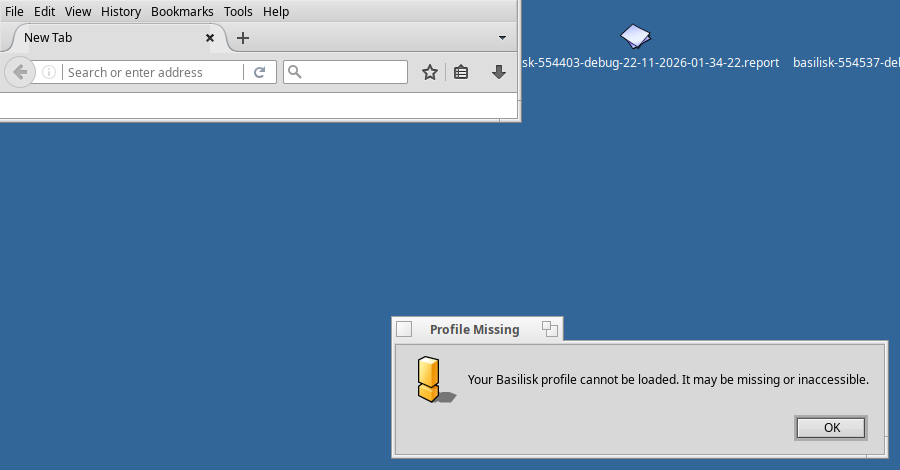 File Edit View History Bookmarks Tools Help
New Tab
Search or enter address
sk-554403-debug-22-11-2026-01-34-22.report
basilisk-554537-de
Profile Missing
Your Basilisk profile cannot be loaded. It may be missing or inaccessible.
OK